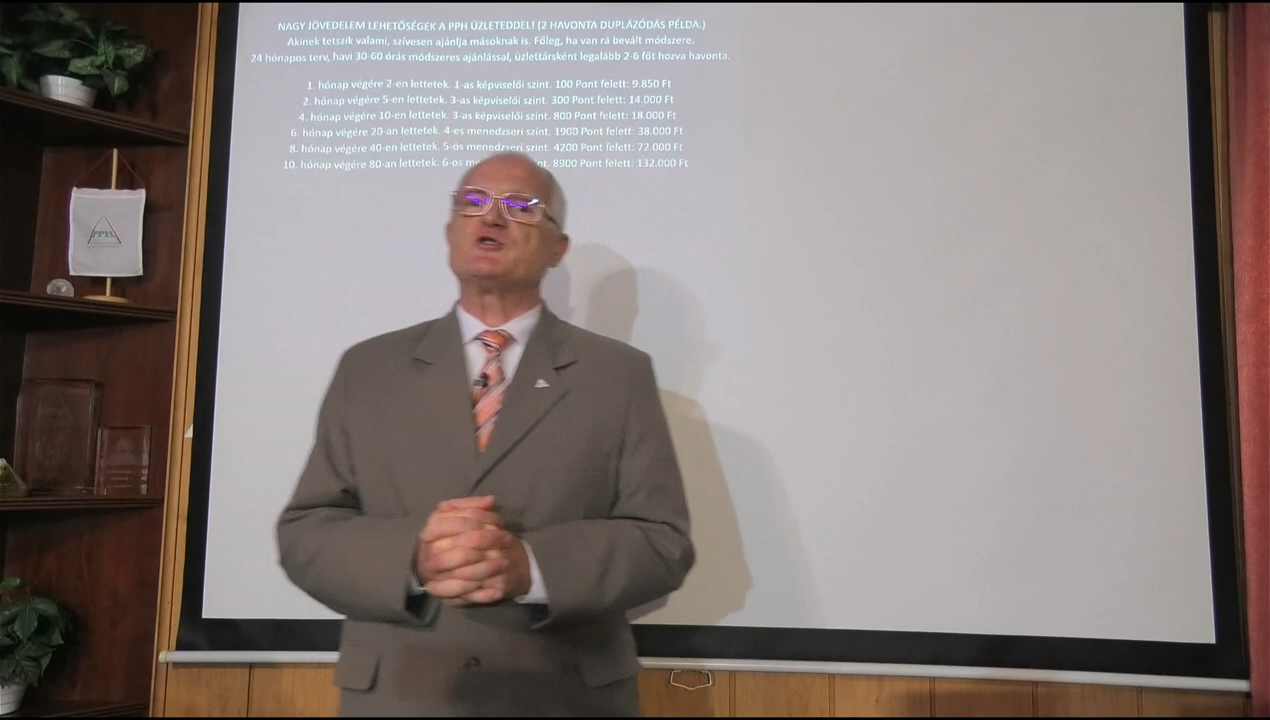 NAGY JÖVEDELEM LEHETŐSÉGEK A PPH ÜZLETEDDEL! (2 HAVONTA DUPLÁZÓDÁS PÉLDA.)
Akinek tetszik valami, szívesen ajánlja másoknak is. Főleg, ha van rá bevált módszere.
24 hónapos terv, havi 30-60 órás módszeres ajánlással, üzlettársként legalább 2-6 főt hozva havonta.
1. hónap végére 2-en lettetek. 1-as képviselői szint. 100 Pont felett: 9.850 Ft
2. hónap végére 5-en lettetek. 3-as képviselői szint. 300 Pont felett: 14.000 Ft
4. hónap végére 10-en lettetek. 3-as képviselői szint. 800 Pont felett: 18.000 Ft
6. hónap végére 20-an lettetek. 4-es menedzseri szint. 1900 Pont felett: 38.000 Ft
8. hónap végére 40-en lettetek. 5-ös menedzseri szint. 4200 Pont felett: 72.000 Ft
10. hónap végére 80-an lettetek. 6-os nt. 8900 Pont felett: 132.000 Ft